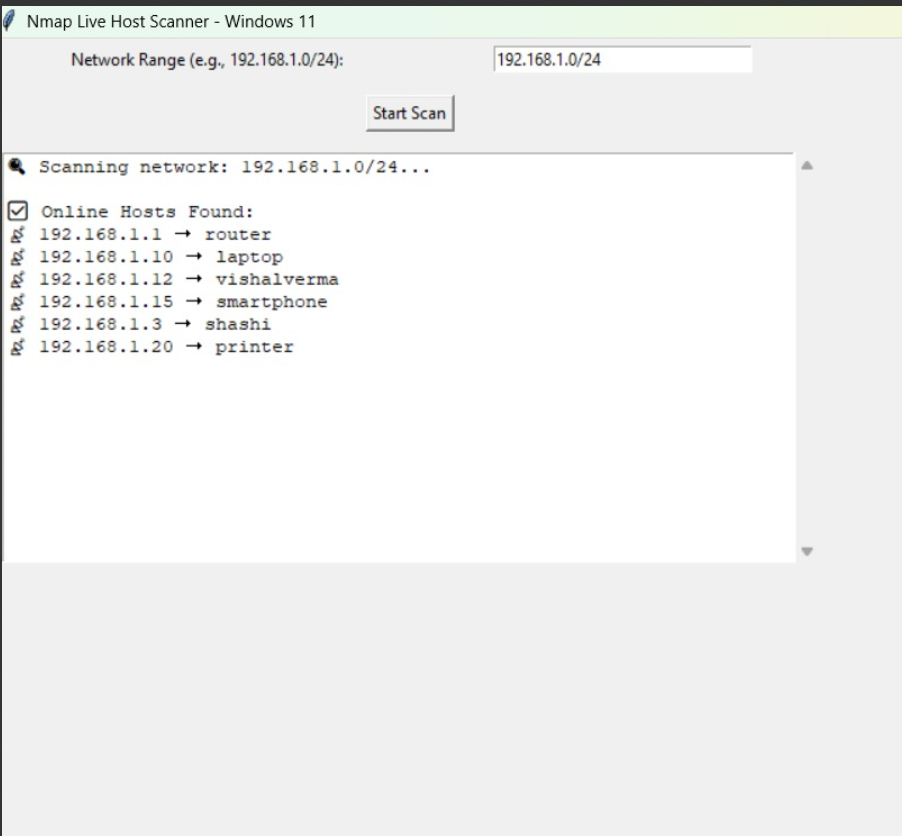 Nmap Live Host Scanner - Windows 11
Network Range (e.g., 192.168.1.0/24): 192.168.1.0/24
Start Scan
Scanning network: 192.168.1.0/24...
Online Hosts Found:
192.168.1.1 → router
192.168.1.10 → laptop
192.168.1.12 → vishalverma
192.168.1.15 → smartphone
192.168.1.3 → shashi
192.168.1.20 → printer